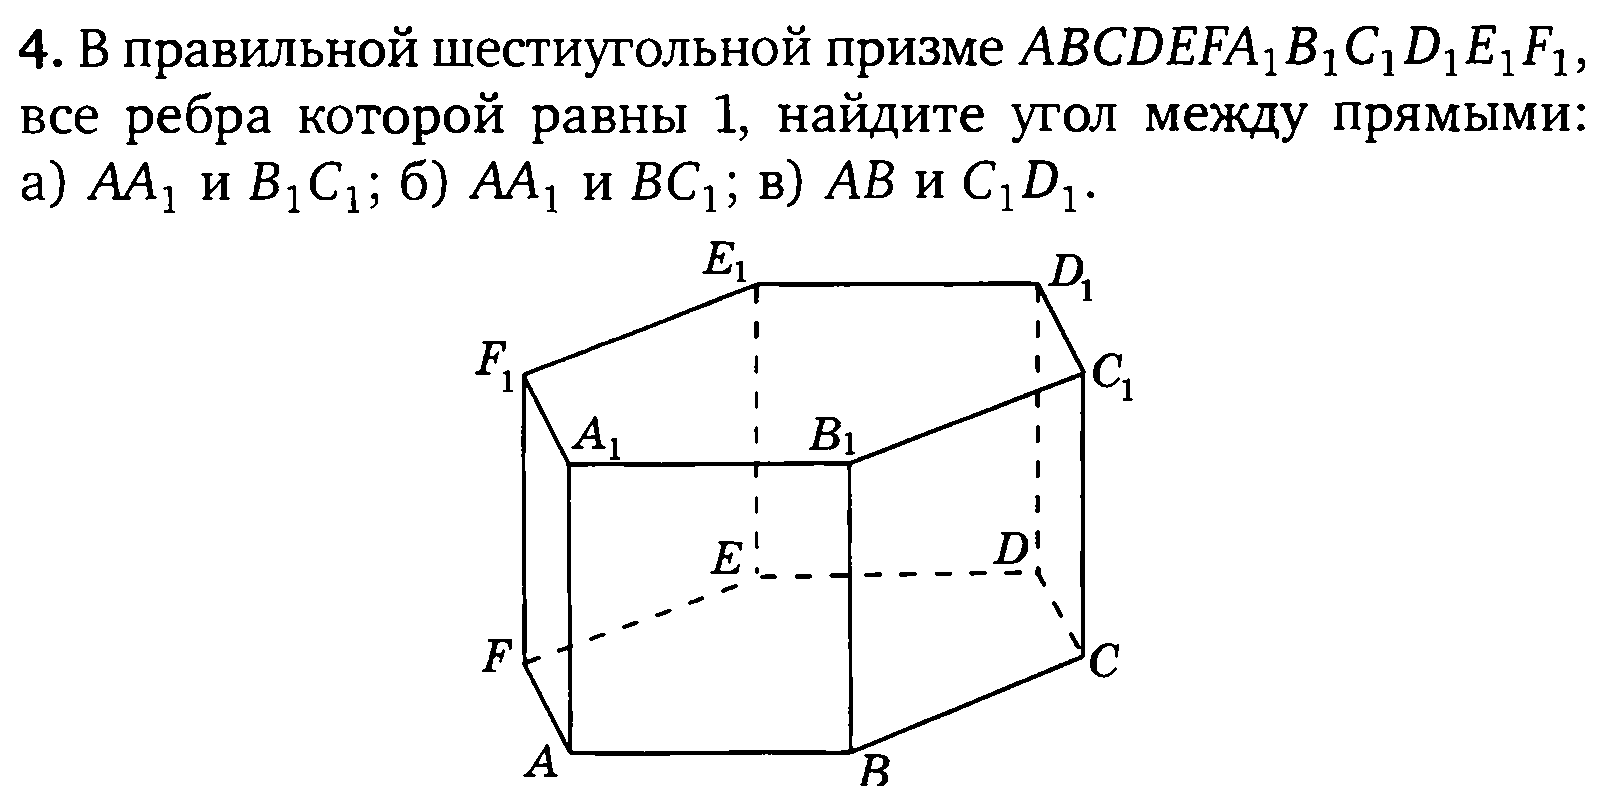 4. В правильной шестиугольной призме ABCDEFA₁B₁C₁D₁E₁F₁,
все ребра которой равны 1, найдите угол между прямыми:
а) AA₁ и B₁C₁; б) AA₁ и BC₁; в) AB и C₁D₁.
E₁
D₁
F₁
C₁
A₁
B₁
E
D
F
C
A
B